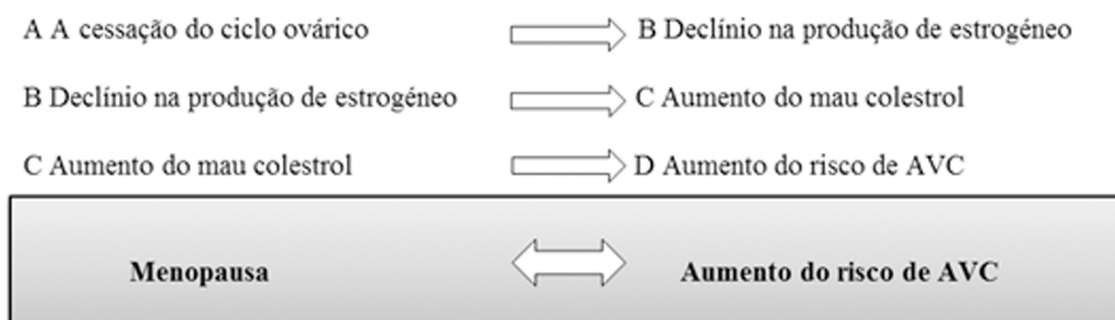 A A cessação do ciclo ovárico B Declínio na produção de estrogéneo
B Declínio na produção de estrogéneo C Aumento do mau colestrol
C Aumento do mau colestrol D Aumento do risco de AVC
Menopausa Aumento do risco de AVC